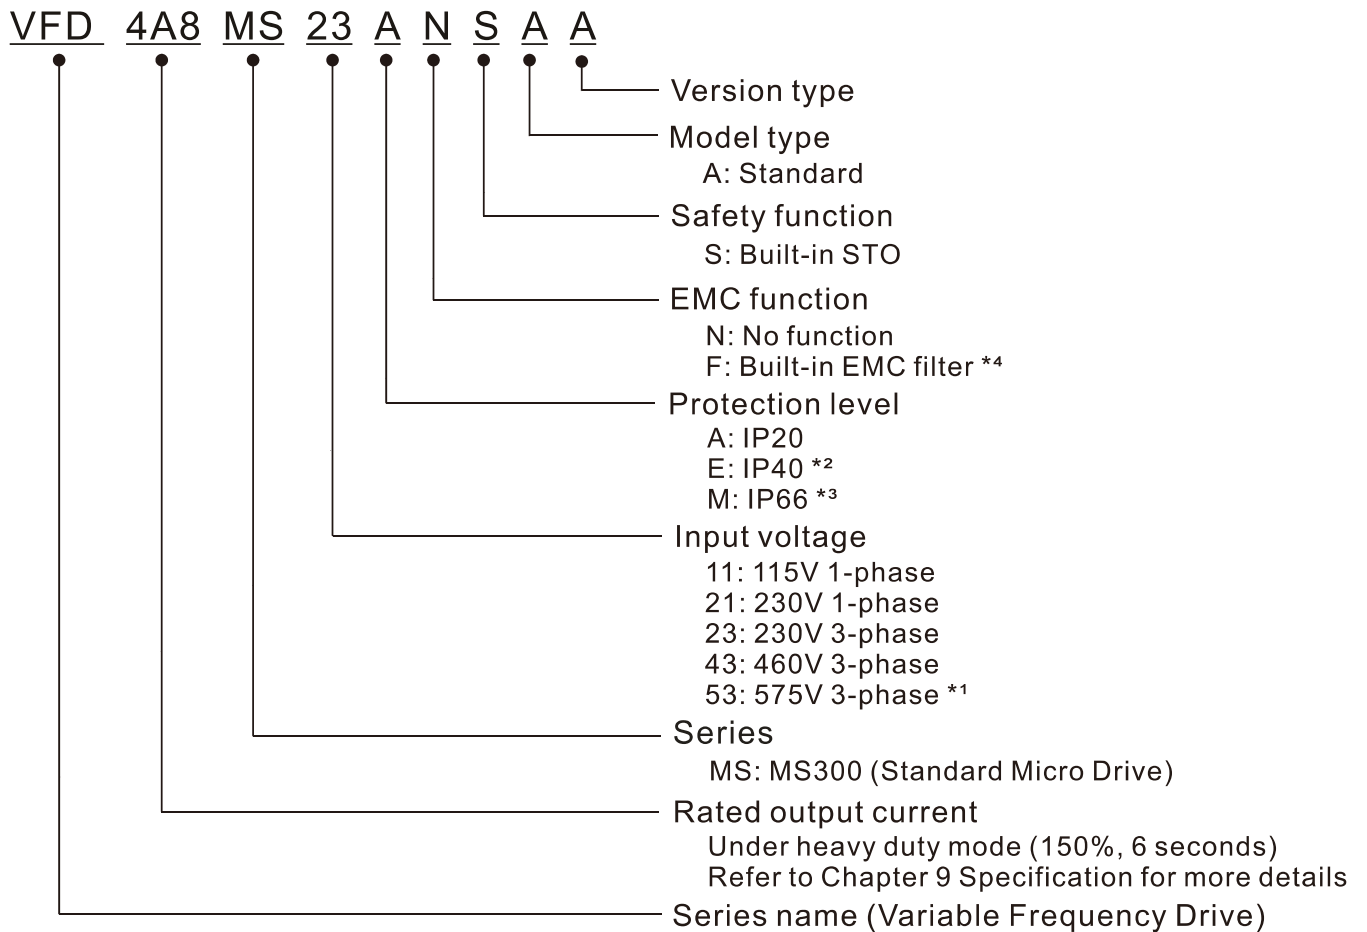 VFD 4A8 MS 23 A N S A A
Version type
Model type
A: Standard
Safety function
S: Built-in STO
EMC function
N: No function
F: Built-in EMC filter *⁴
Protection level
A: IP20
E: IP40 *²
M: IP66 *³
Input voltage
11: 115V 1-phase
21: 230V 1-phase
23: 230V 3-phase
43: 460V 3-phase
53: 575V 3-phase *¹
Series
MS: MS300 (Standard Micro Drive)
Rated output current
Under heavy duty mode (150%, 6 seconds)
Refer to Chapter 9 Specification for more details
Series name (Variable Frequency Drive)